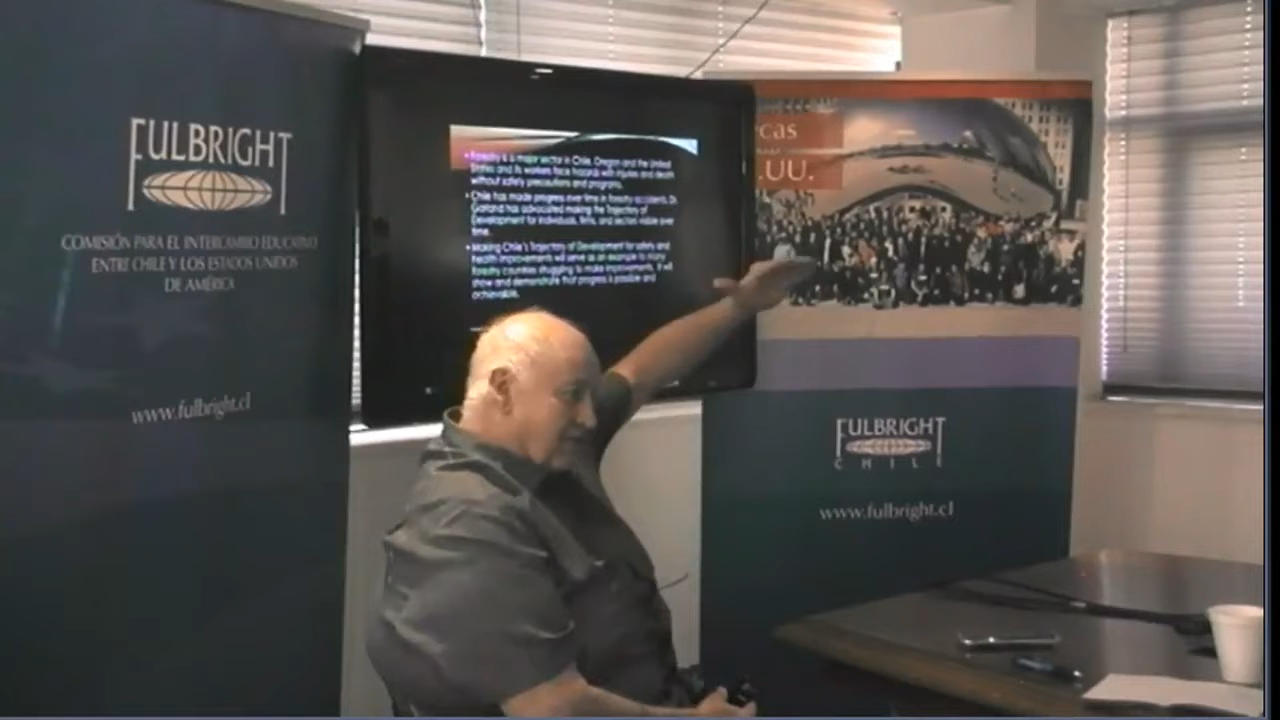 FULBRIGHT
COMISIÓN PARA EL INTERCAMBIO EDUCATIVO
ENTRE CHILE Y LOS ESTADOS UNIDOS
DE AMÉRICA
www.fulbright.cl
• Forestry is a major sector in Chile, Oregon and the United
States and its workers face hazards with injuries and death
without safety precautions and programs.
• Chile has made progress over time in forestry accidents. Dr.
Garland has advocated making the Trajectory of
Development for individuals, firms, and sectors visible over
time.
• Making Chile's Trajectory of Development for safety and
health improvements will serve as an example to many
forestry countries struggling to make improvements. It will
show and demonstrate that progress is possible and
achievable.
cas
.UU.
FULBRIGHT
CHILE
www.fulbright.cl